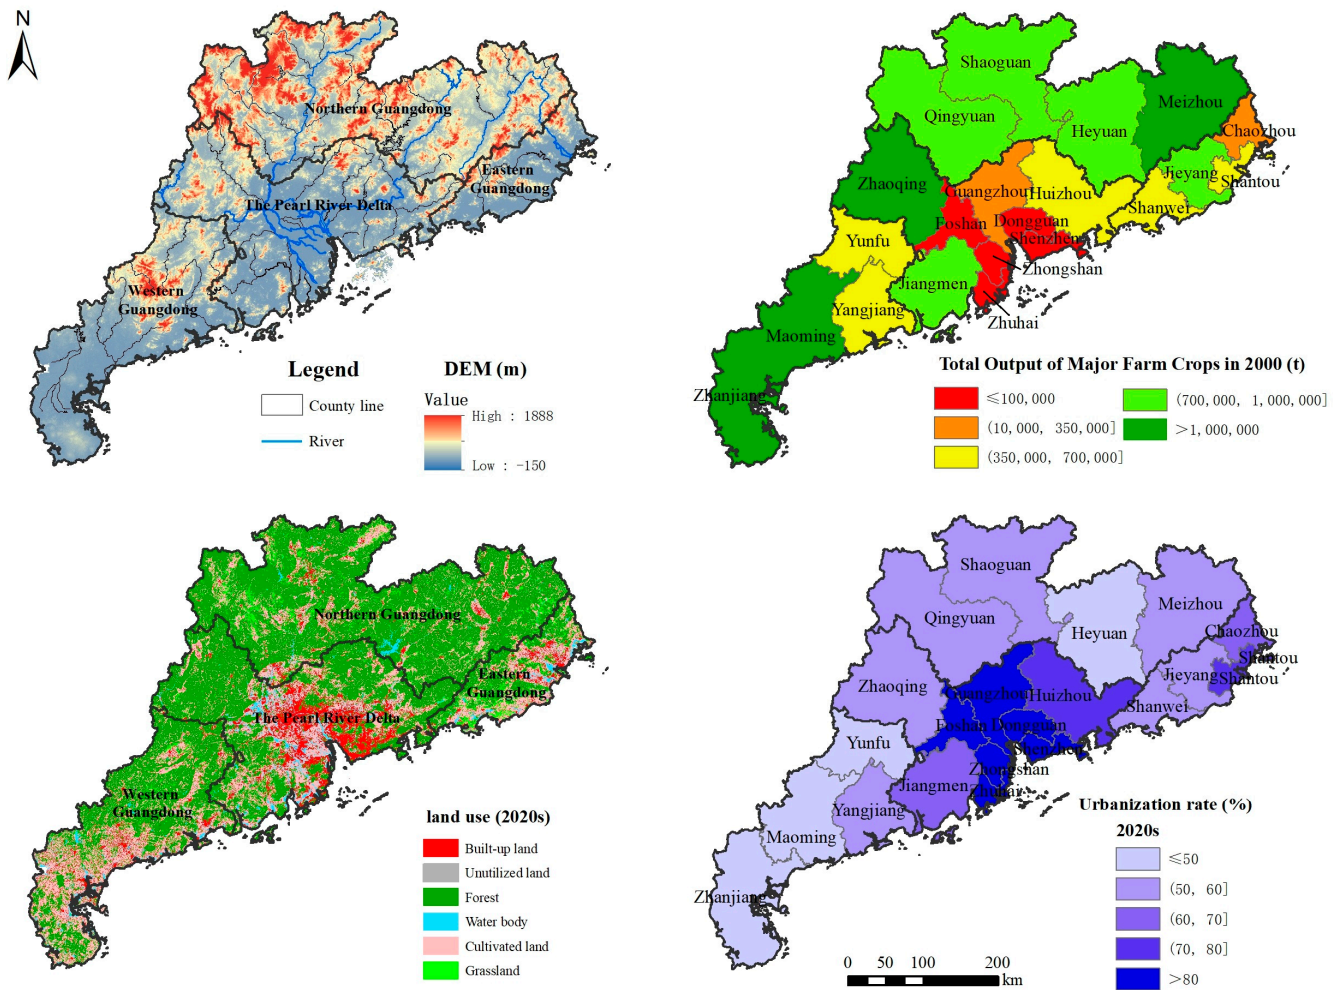 N
Northern Guangdong
Eastern
Guangdong
The Pearl River Delta
Western
Guangdong
Legend
County line
River
DEM (m)
Value
High : 1888
Low : -150
Shaoguan
Meizhou
Qingyuan
Heyuan
Chaozhou
Zhaoqing
Jieyang
Shantou
Guangzhou
Huizhou
Shanwei
Foshan
Dongguan
Shenzhen
Yunfu
Zhongshan
Jiangmen
Yangjiang
Zhuhai
Maoming
Zhanjiang
Total Output of Major Farm Crops in 2000 (t)
≤100,000
(10,000, 350,000]
(350,000, 700,000]
(700,000, 1,000,000]
>1,000,000
Northern Guangdong
Eastern
Guangdong
The Pearl River Delta
Western
Guangdong
land use (2020s)
Built-up land
Unutilized land
Forest
Water body
Cultivated land
Grassland
Shaoguan
Meizhou
Qingyuan
Heyuan
Chaozhou
Shantou
Zhaoqing
Jieyang
Shantou
Guangzhou
Huizhou
Shanwei
Foshan
Dongguan
Yunfu
Shenzhen
Zhongshan
Jiangmen
Zhuhai
Yangjiang
Maoming
Zhanjiang
Urbanization rate (%)
2020s
≤50
(50, 60]
(60, 70]
(70, 80]
>80
0 50 100 200
km